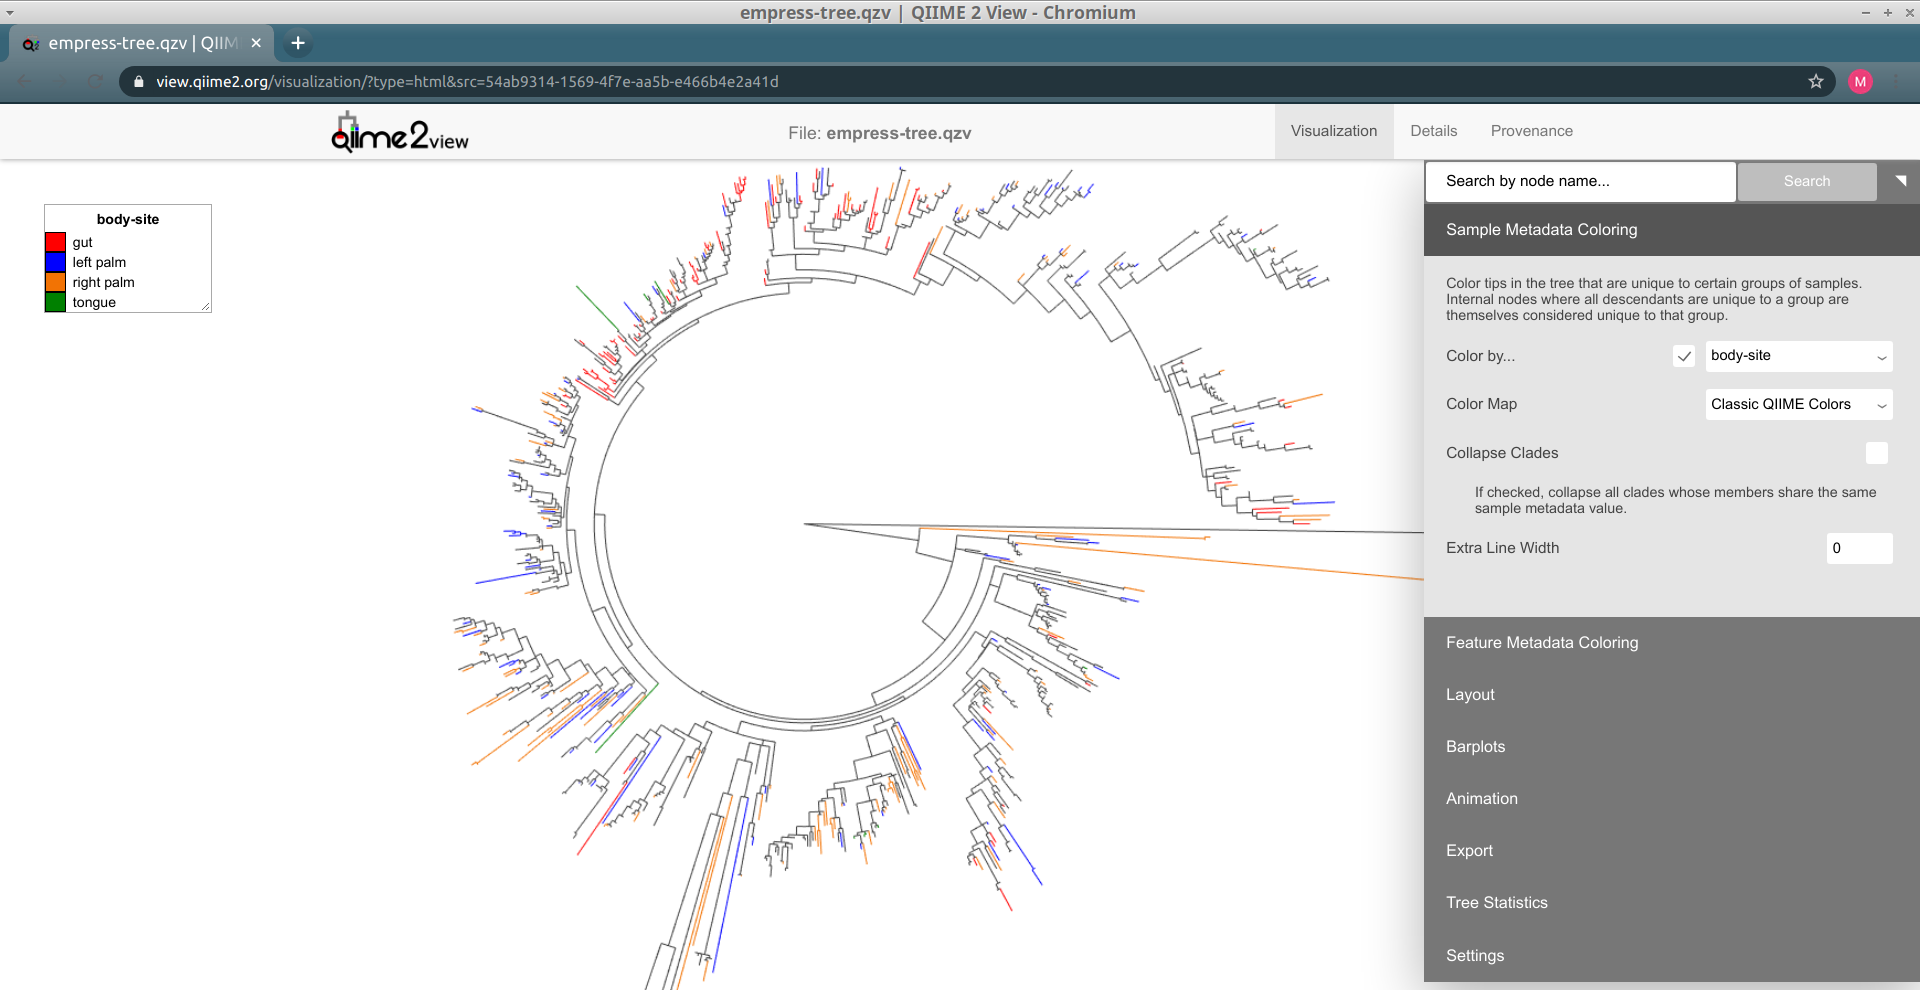 empress-tree.qzv | QIIME 2 View - Chromium
empress-tree.qzv | QIIM
view.qiime2.org/visualization/?type=html&src=54ab9314-1569-4f7e-aa5b-e466b4e2a41d
M
qiime2view
File: empress-tree.qzv
Visualization
Details
Provenance
body-site
gut
left palm
right palm
tongue
Search by node name...
Search
Sample Metadata Coloring
Color tips in the tree that are unique to certain groups of samples.
Internal nodes where all descendants are unique to a group are
themselves considered unique to that group.
Color by...
body-site
Color Map
Classic QIIME Colors
Collapse Clades
If checked, collapse all clades whose members share the same
sample metadata value.
Extra Line Width
0
Feature Metadata Coloring
Layout
Barplots
Animation
Export
Tree Statistics
Settings